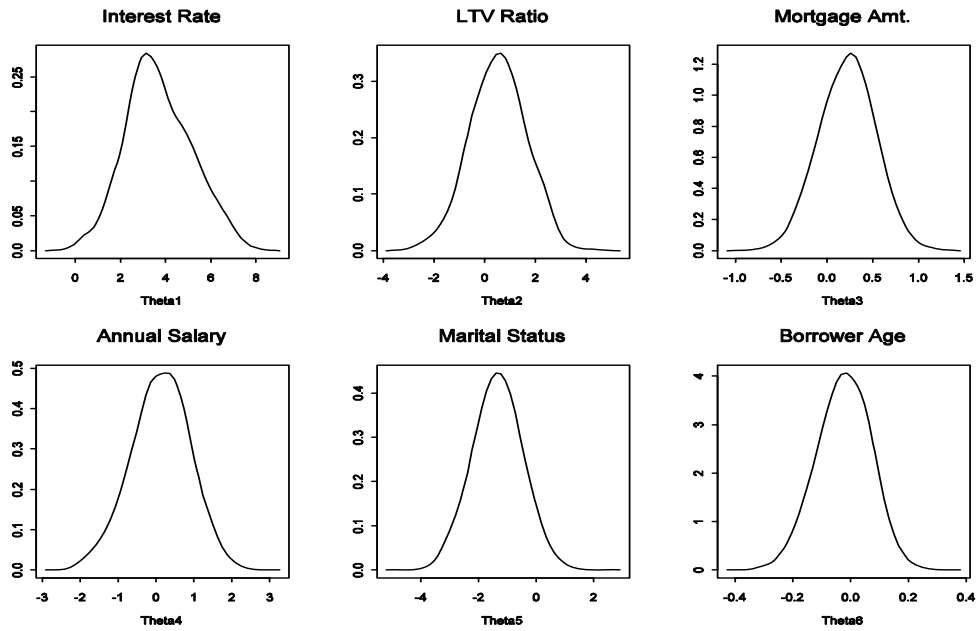 Interest Rate
LTV Ratio
Mortgage Amt.
0.25
0.15
0.05
0.0
0 2 4 6 8
Theta1
0.3
0.2
0.1
0.0
-4 -2 0 2 4
Theta2
1.2
1.0
0.8
0.6
0.4
0.2
0.0
-1.0 -0.5 0.0 0.5 1.0 1.5
Theta3
Annual Salary
Marital Status
Borrower Age
0.5
0.4
0.3
0.2
0.1
0.0
-3 -2 -1 0 1 2 3
Theta4
0.4
0.3
0.2
0.1
0.0
-4 -2 0 2
Theta5
4
3
2
1
0
-0.4 -0.2 0.0 0.2 0.4
Theta6